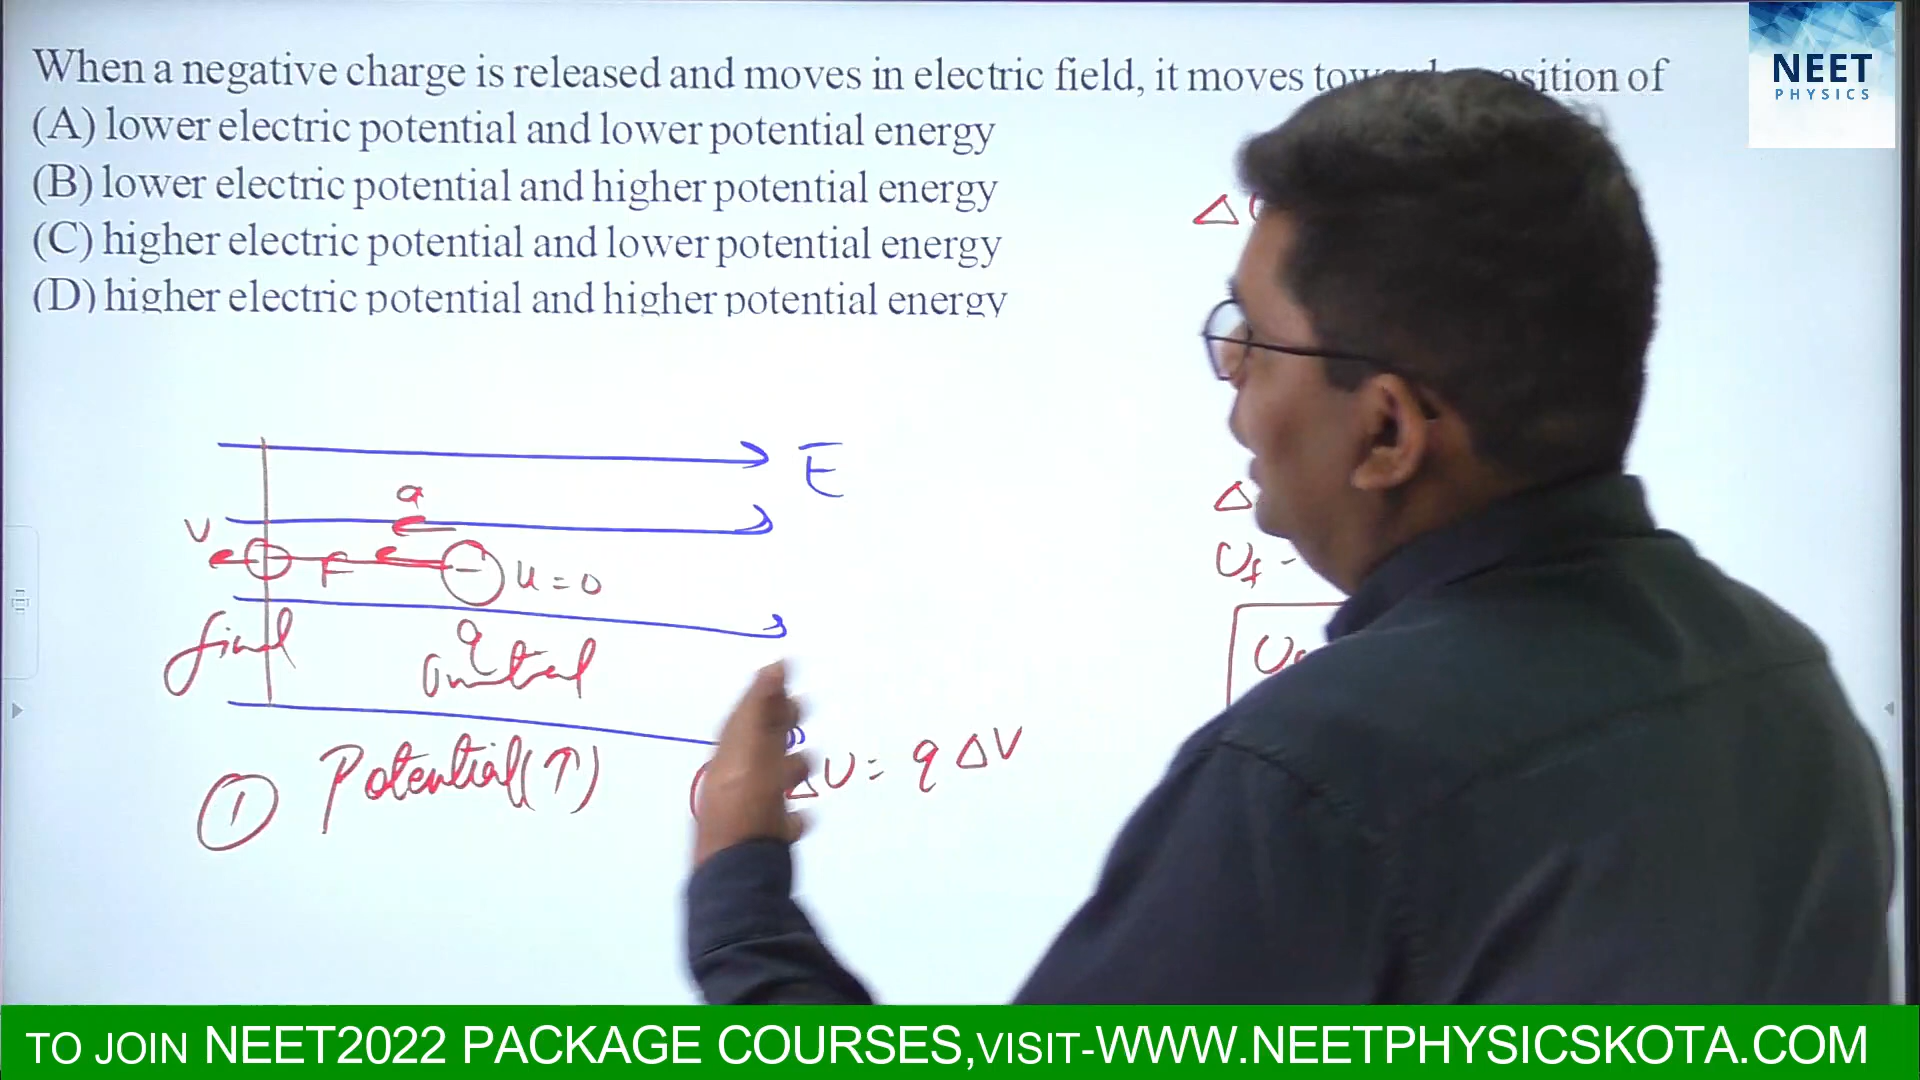 When a negative charge is released and moves in electric field, it moves position of
(A) lower electric potential and lower potential energy
(B) lower electric potential and higher potential energy
(C) higher electric potential and lower potential energy
(D) higher electric potential and higher potential energy
NEET
PHYSICS
E
a
v
F
- u = 0
q
final
initial
① Potential (↑)
ΔU = q ΔV
Δ
Δ
U_f -
TO JOIN NEET2022 PACKAGE COURSES,VISIT-WWW.NEETPHYSICSKOTA.COM